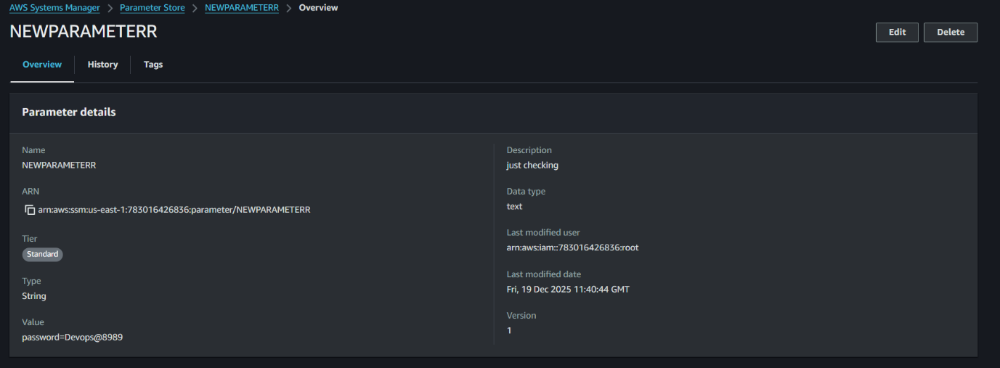 AWS Systems Manager > Parameter Store > NEWPARAMETERR > Overview
NEWPARAMETERR
Edit
Delete
Overview
History
Tags
Parameter details
Name
NEWPARAMETERR
ARN
arn:aws:ssm:us-east-1:783016426836:parameter/NEWPARAMETERR
Tier
Standard
Type
String
Value
password=Devops@8989
Description
just checking
Data type
text
Last modified user
arn:aws:iam::783016426836:root
Last modified date
Fri, 19 Dec 2025 11:40:44 GMT
Version
1